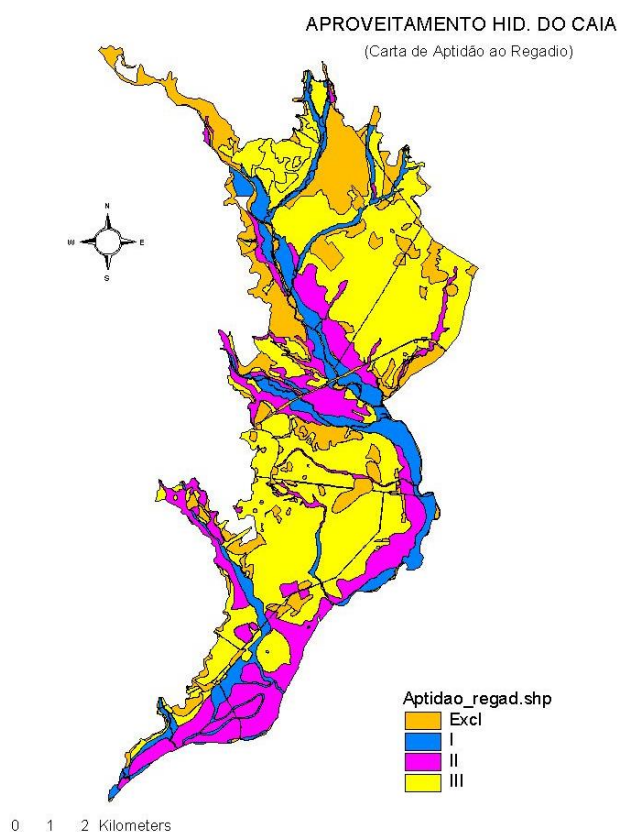 APROVEITAMENTO HID. DO CAIA
(Carta de Aptidão ao Regadio)
N
W E
S
Aptidao_regad.shp
Excl
I
II
III
0 1 2 Kilometers